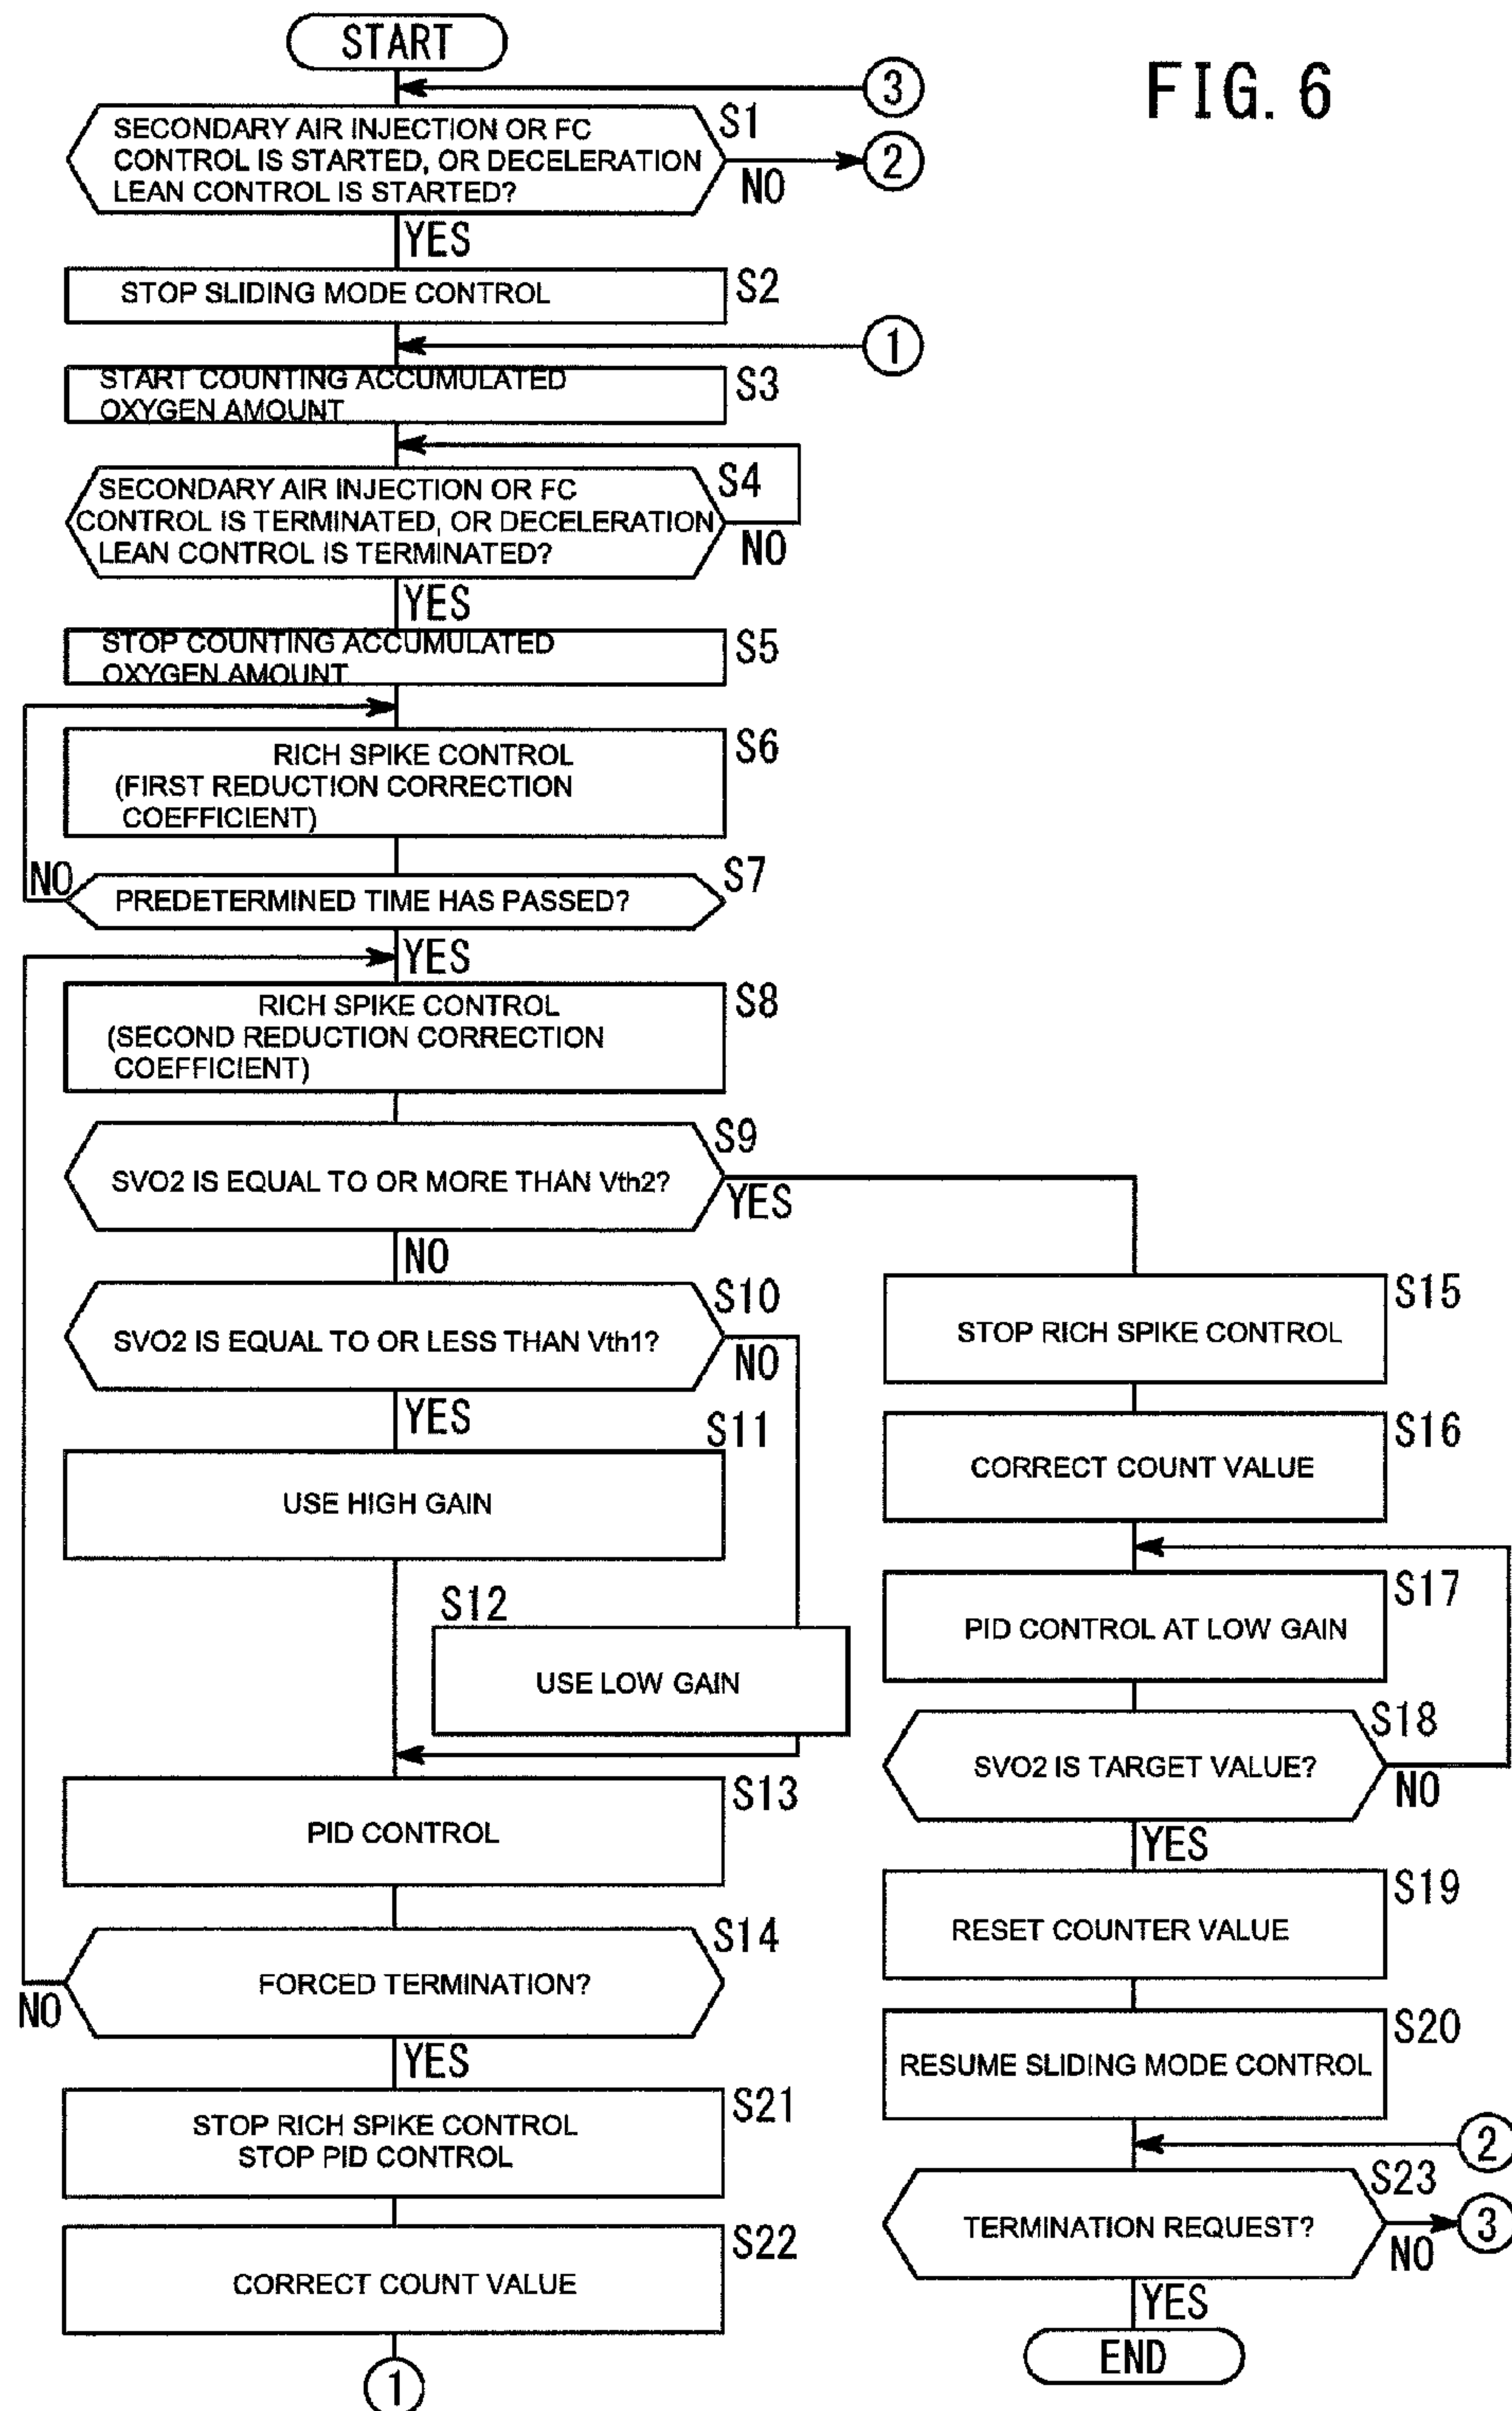 START
FIG. 6
3
SECONDARY AIR INJECTION OR FC
CONTROL IS STARTED, OR DECELERATION
LEAN CONTROL IS STARTED?
S1
NO
2
YES
STOP SLIDING MODE CONTROL
S2
1
START COUNTING ACCUMULATED
OXYGEN AMOUNT
S3
SECONDARY AIR INJECTION OR FC
CONTROL IS TERMINATED, OR DECELERATION
LEAN CONTROL IS TERMINATED?
S4
NO
YES
STOP COUNTING ACCUMULATED
OXYGEN AMOUNT
S5
RICH SPIKE CONTROL
(FIRST REDUCTION CORRECTION
COEFFICIENT)
S6
NO
PREDETERMINED TIME HAS PASSED?
S7
YES
RICH SPIKE CONTROL
(SECOND REDUCTION CORRECTION
COEFFICIENT)
S8
SVO2 IS EQUAL TO OR MORE THAN Vth2?
S9
YES
NO
SVO2 IS EQUAL TO OR LESS THAN Vth1?
S10
NO
YES
S11
USE HIGH GAIN
S12
USE LOW GAIN
S13
PID CONTROL
S14
FORCED TERMINATION?
NO
YES
STOP RICH SPIKE CONTROL
STOP PID CONTROL
S21
CORRECT COUNT VALUE
S22
1
STOP RICH SPIKE CONTROL
S15
CORRECT COUNT VALUE
S16
PID CONTROL AT LOW GAIN
S17
SVO2 IS TARGET VALUE?
S18
NO
YES
RESET COUNTER VALUE
S19
RESUME SLIDING MODE CONTROL
S20
2
TERMINATION REQUEST?
S23
NO
3
YES
END